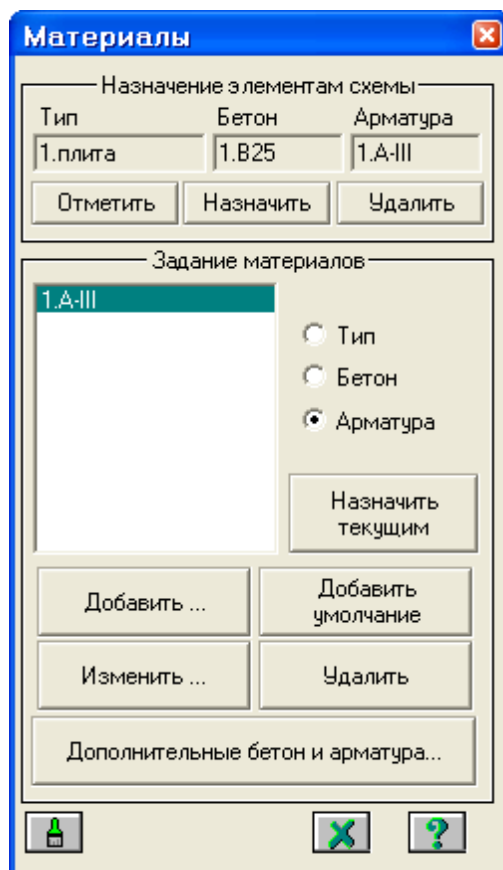 Материалы
Назначение элементам схемы
Тип Бетон Арматура
1.плита 1.В25 1.А-III
Отметить Назначить Удалить
Задание материалов
1.А-III
Тип
Бетон
Арматура
Назначить
текущим
Добавить ... Добавить
умолчание
Изменить ... Удалить
Дополнительные бетон и арматура...
?